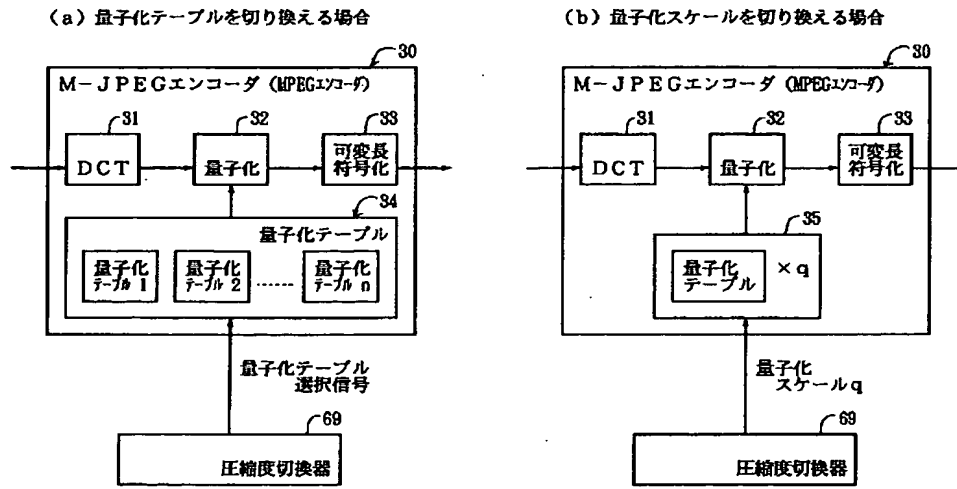 (a) 量子化テーブルを切り換える場合
30
M-JPEGエンコーダ (MPEGエンコーダ)
31
32
33
DCT
量子化
可変長
符号化
34
量子化テーブル
量子化
テーブル 1
量子化
テーブル 2
……
量子化
テーブル n
量子化テーブル
選択信号
69
圧縮度切換器
(b) 量子化スケールを切り換える場合
30
M-JPEGエンコーダ (MPEGエンコーダ)
31
32
33
DCT
量子化
可変長
符号化
35
量子化
テーブル
×q
量子化
スケールq
69
圧縮度切換器